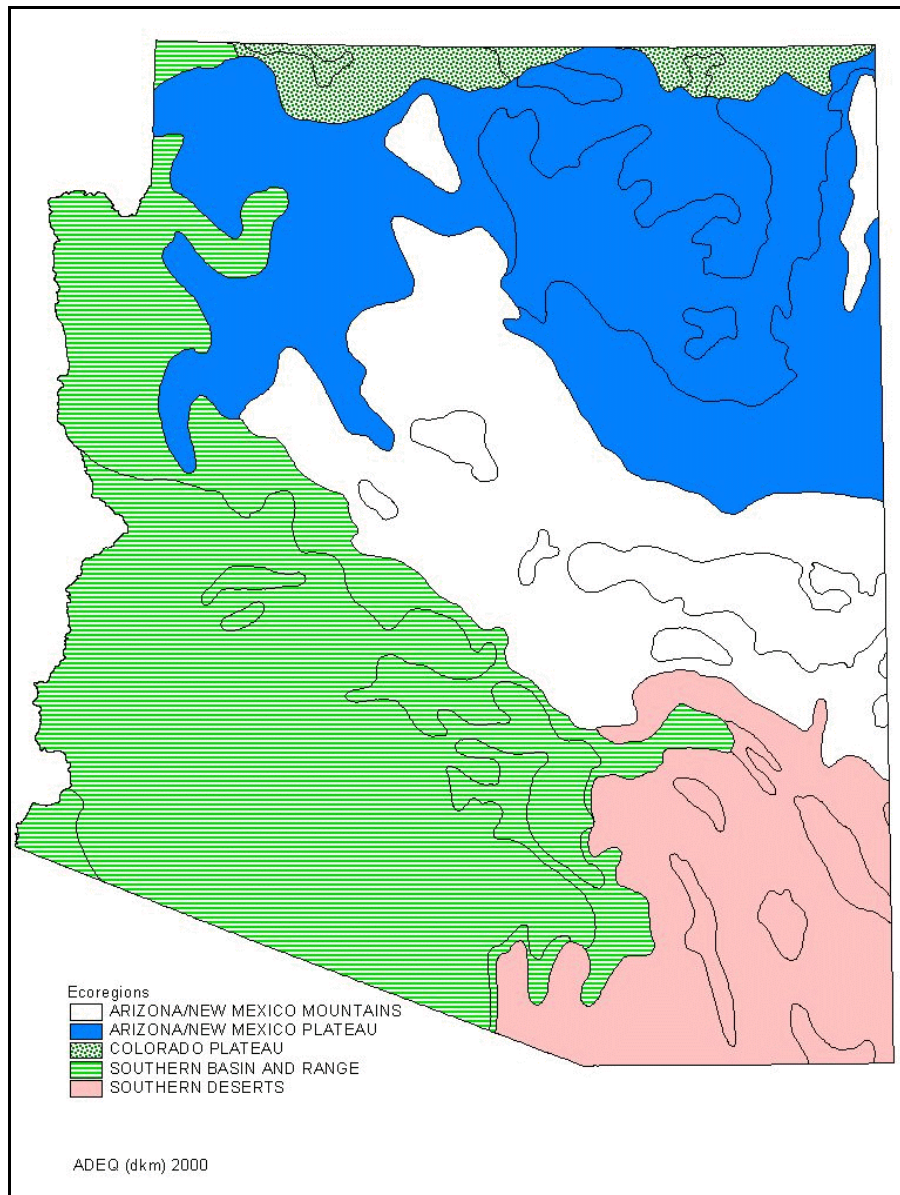 Ecoregions
ARIZONA/NEW MEXICO MOUNTAINS
ARIZONA/NEW MEXICO PLATEAU
COLORADO PLATEAU
SOUTHERN BASIN AND RANGE
SOUTHERN DESERTS
ADEQ (dkm) 2000